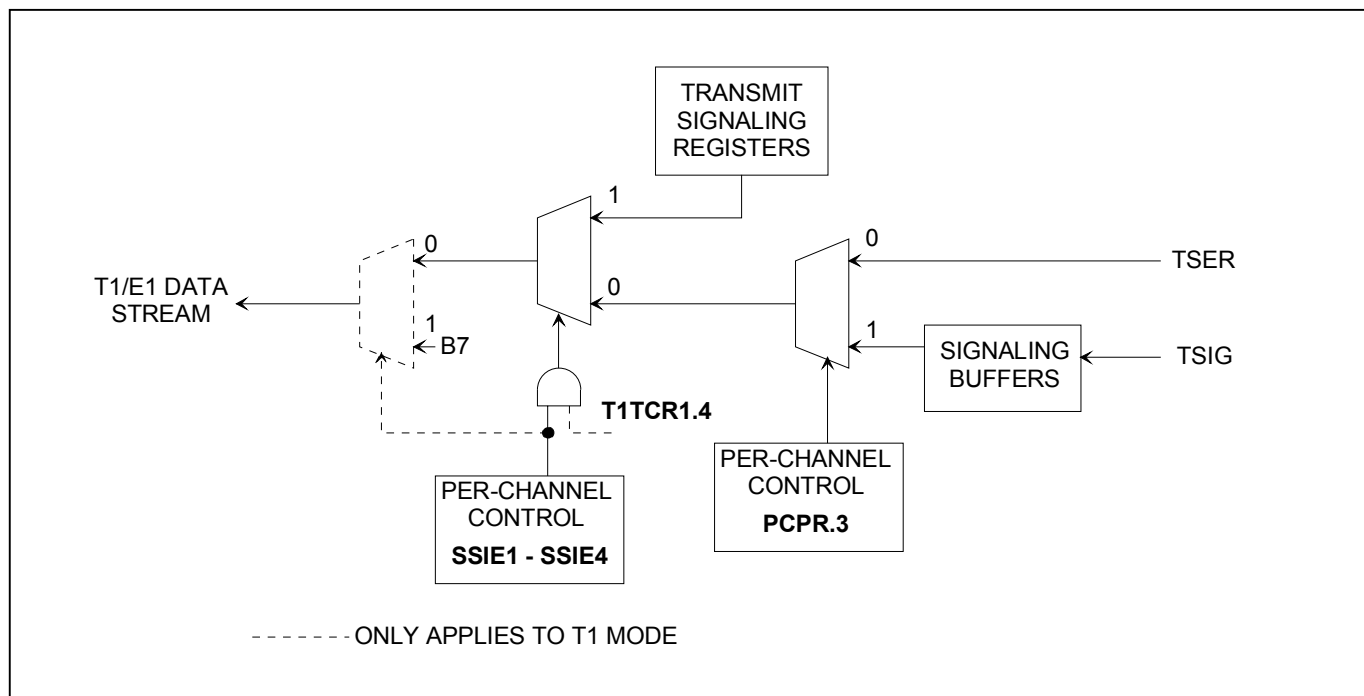 TRANSMIT
SIGNALING
REGISTERS
1
0
0
TSER
T1/E1 DATA
STREAM
0
1
B7
1
SIGNALING
BUFFERS
TSIG
T1TCR1.4
PER-CHANNEL
CONTROL
SSIE1 - SSIE4
PER-CHANNEL
CONTROL
PCPR.3
ONLY APPLIES TO T1 MODE